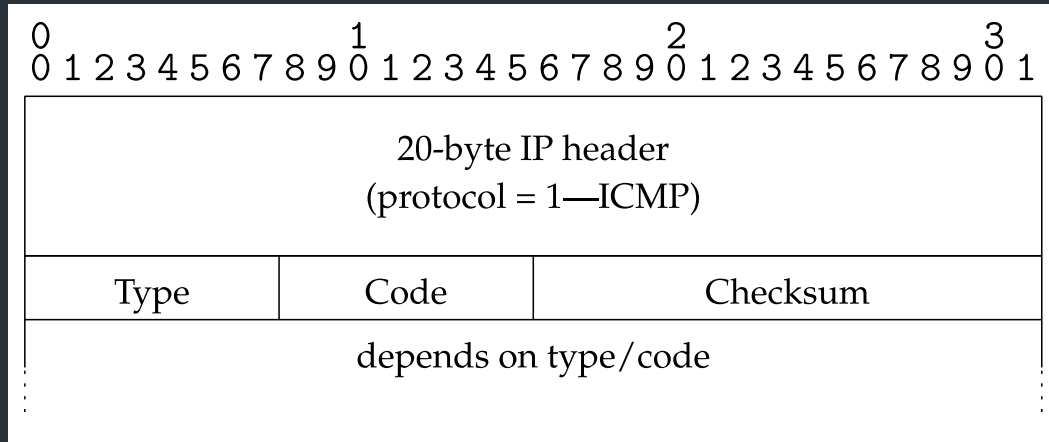 0 1 2 3
0 1 2 3 4 5 6 7 8 9 0 1 2 3 4 5 6 7 8 9 0 1 2 3 4 5 6 7 8 9 0 1
20-byte IP header
(protocol = 1—ICMP)
Type Code Checksum
depends on type/code